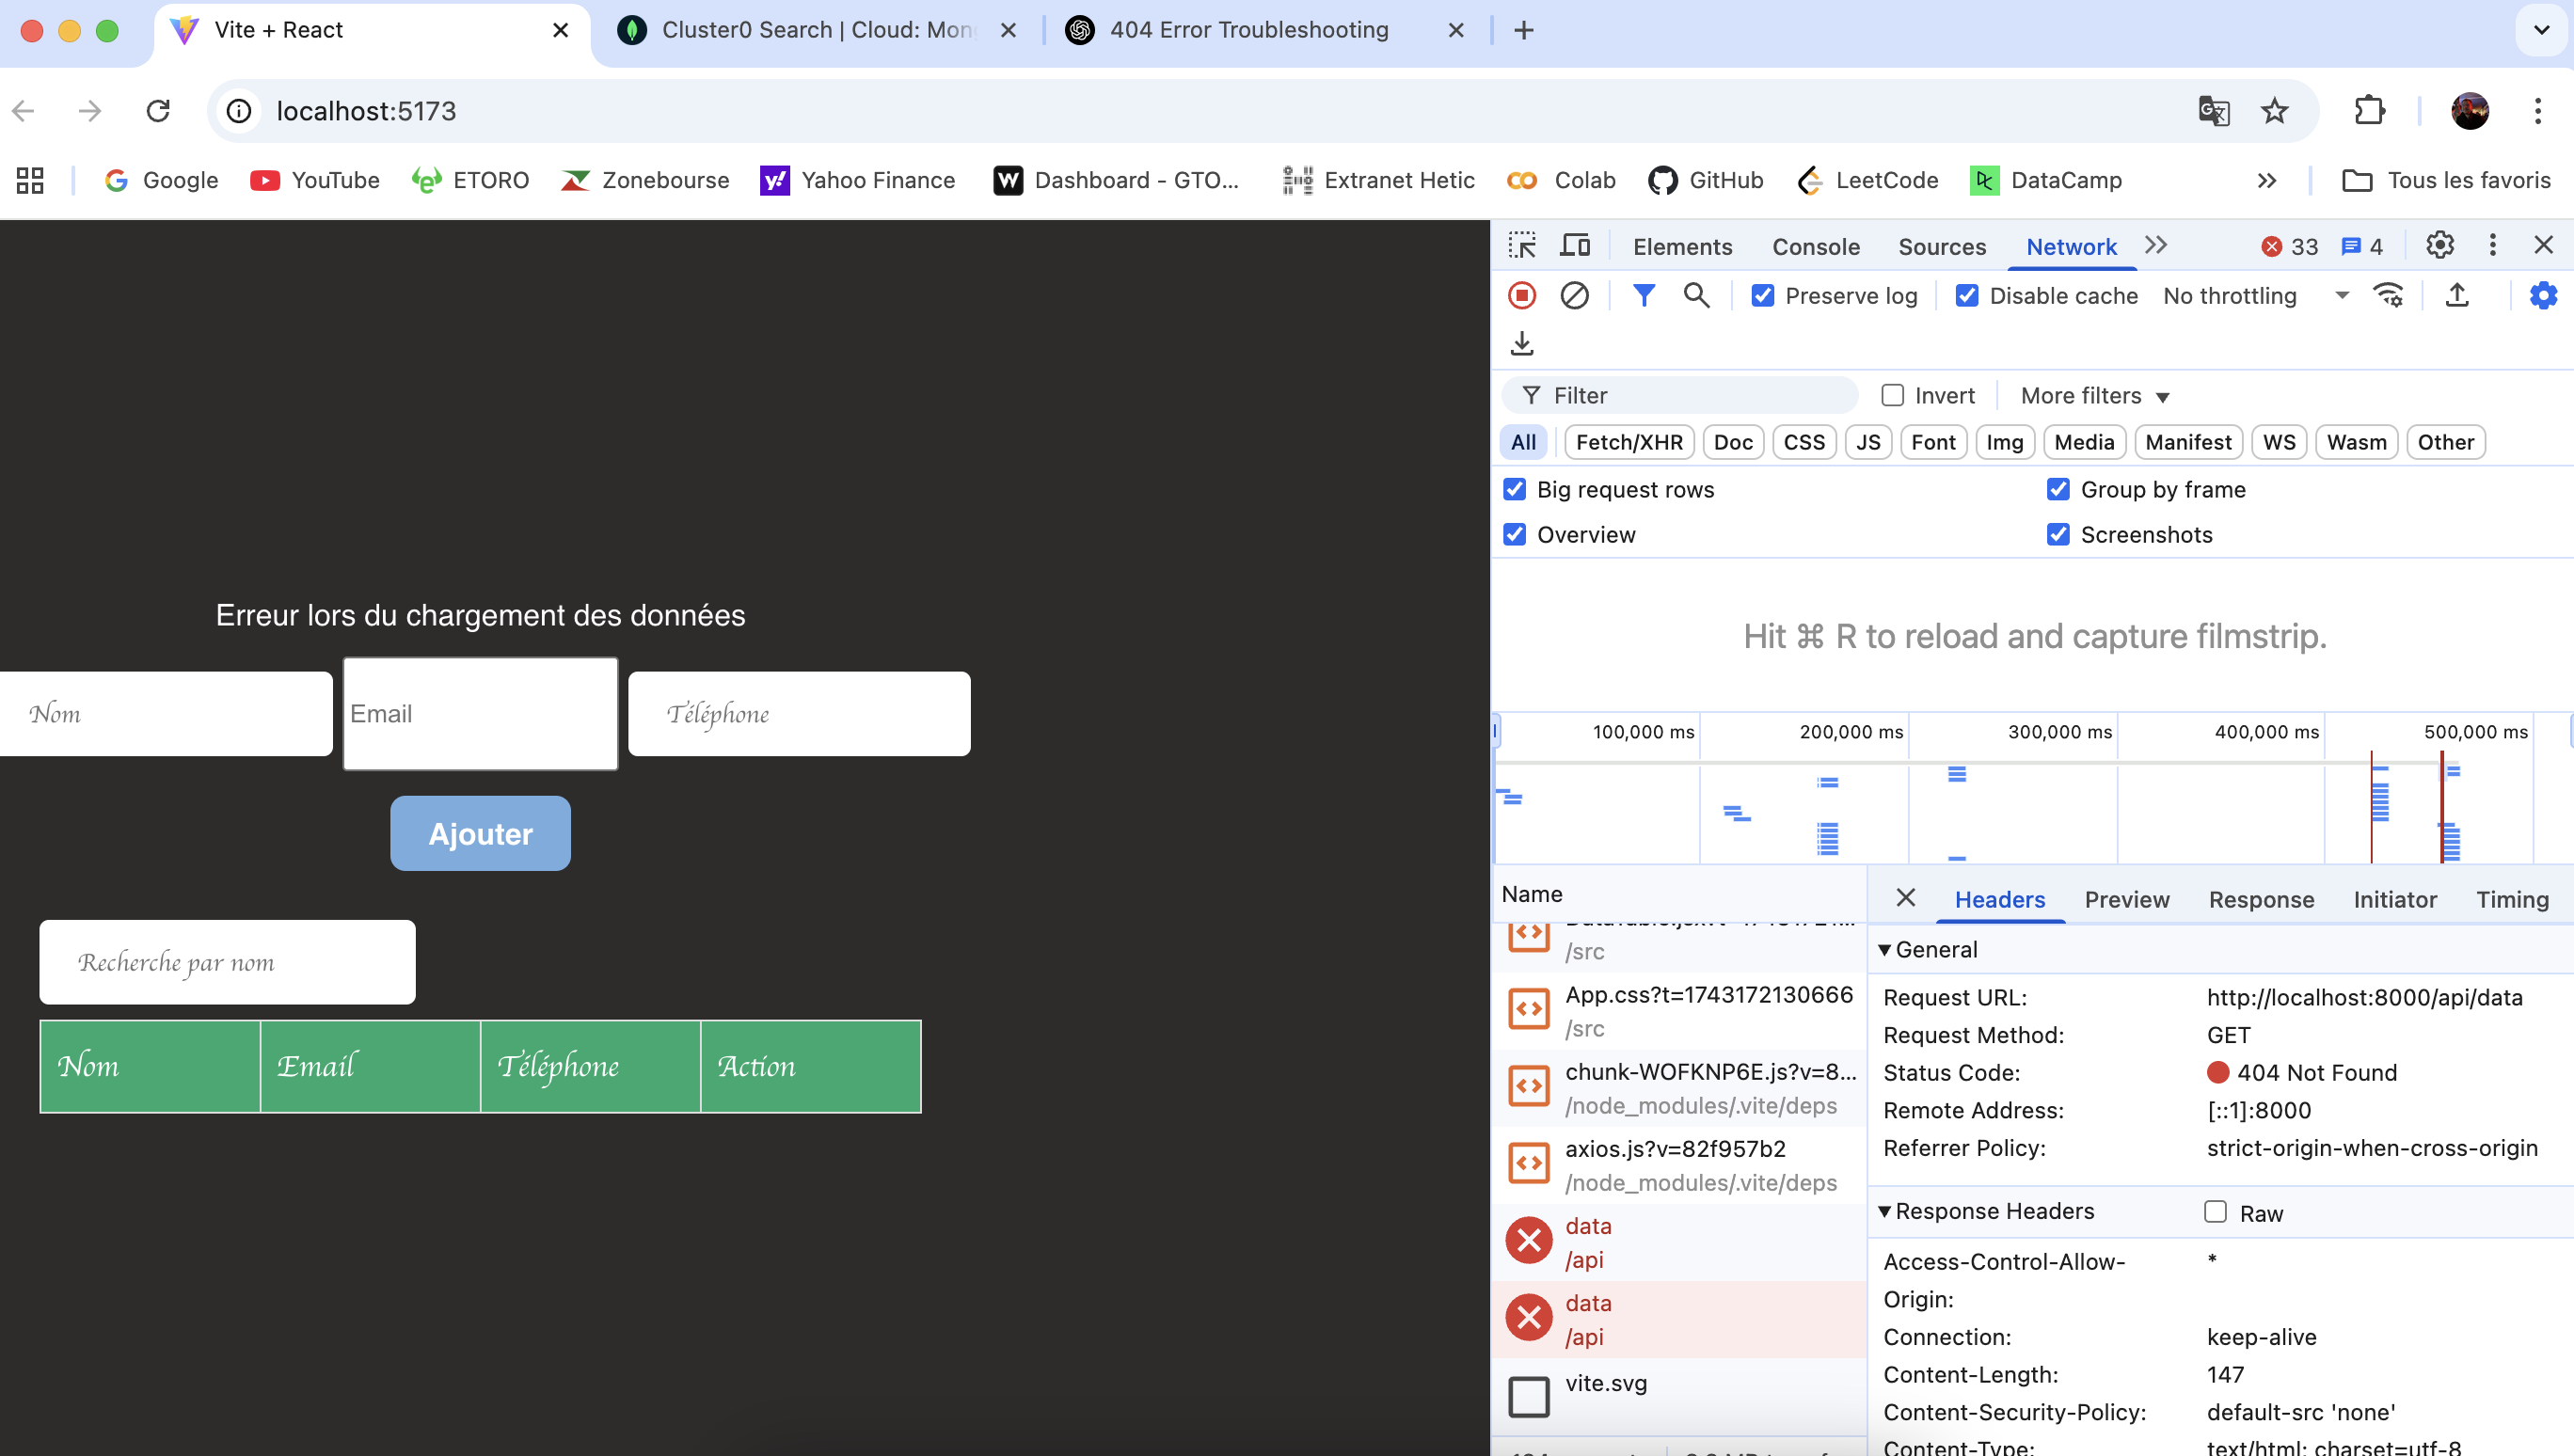 Vite + React
Cluster0 Search | Cloud: Mon
404 Error Troubleshooting
localhost:5173
Google
YouTube
ETORO
Zonebourse
Yahoo Finance
Dashboard - GTO...
Extranet Hetic
Colab
GitHub
LeetCode
DataCamp
Tous les favoris
Elements
Console
Sources
Network
33
4
Preserve log
Disable cache
No throttling
Filter
Invert
More filters
All
Fetch/XHR
Doc
CSS
JS
Font
Img
Media
Manifest
WS
Wasm
Other
Big request rows
Group by frame
Overview
Screenshots
Hit ⌘ R to reload and capture filmstrip.
100,000 ms
200,000 ms
300,000 ms
400,000 ms
500,000 ms
Erreur lors du chargement des données
Nom
Email
Téléphone
Ajouter
Recherche par nom
Nom
Email
Téléphone
Action
Name
/src
App.css?t=1743172130666
/src
chunk-WOFKNP6E.js?v=8...
/node_modules/.vite/deps
axios.js?v=82f957b2
/node_modules/.vite/deps
data
/api
data
/api
vite.svg
Headers
Preview
Response
Initiator
Timing
General
Request URL: http://localhost:8000/api/data
Request Method: GET
Status Code: 404 Not Found
Remote Address: [::1]:8000
Referrer Policy: strict-origin-when-cross-origin
Response Headers
Raw
Access-Control-Allow-Origin: *
Connection: keep-alive
Content-Length: 147
Content-Security-Policy: default-src 'none'
Content-Type: text/html; charset=utf-8